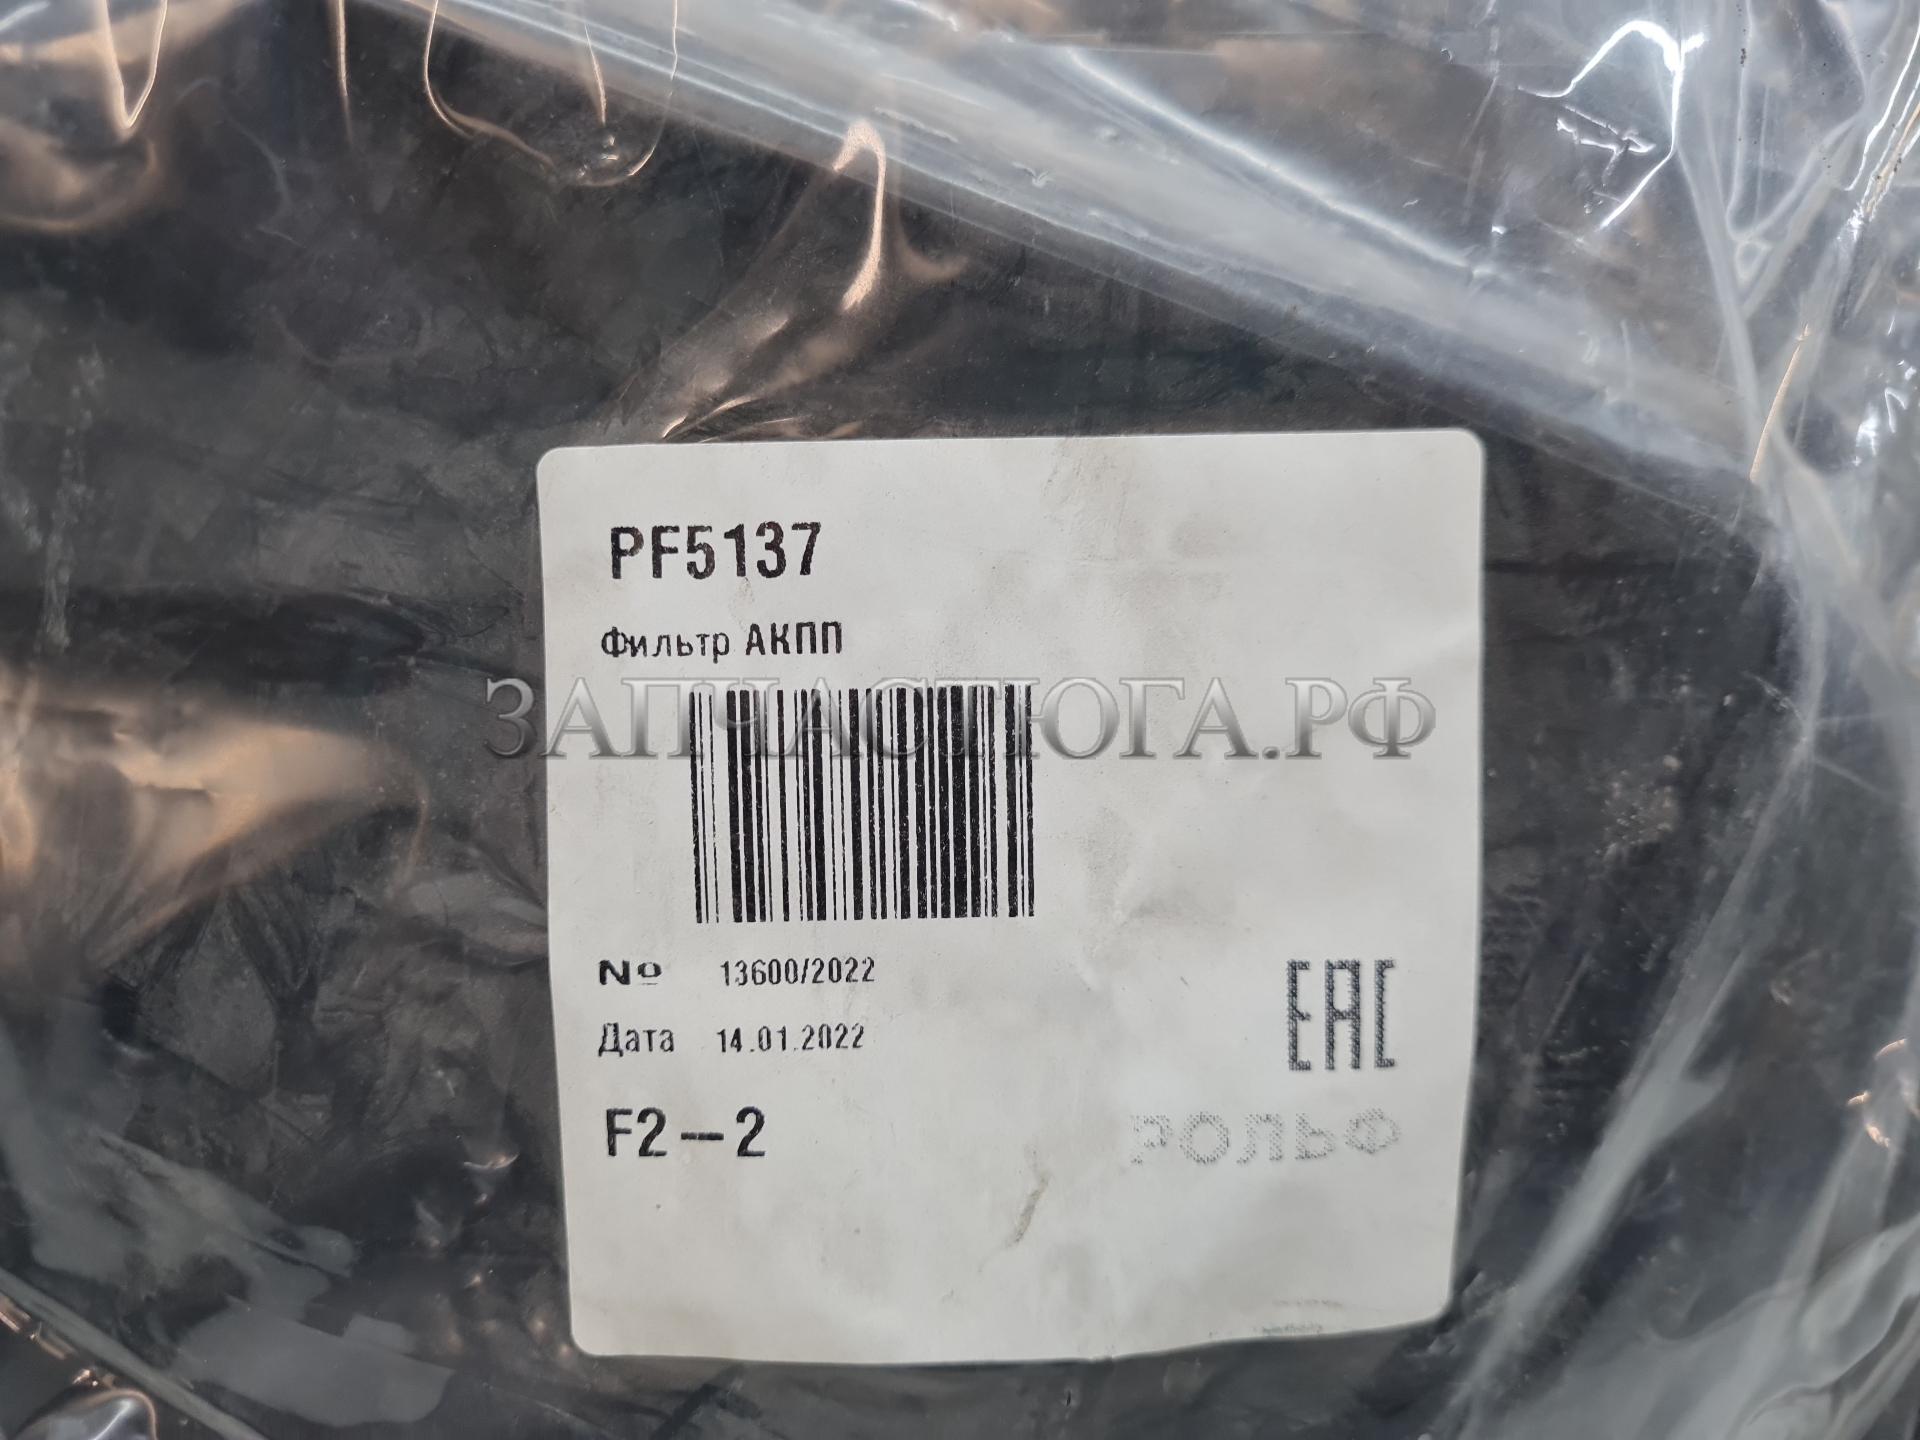 PF5137
Фильтр АКПП
ЗАПЧАСТЮГА.РФ
№ 13600/2022
Дата 14.01.2022
EAC
F2-2
РОЛЬФ